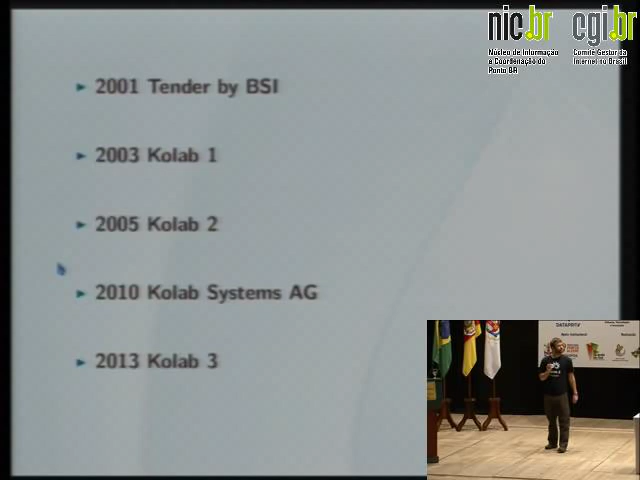 nic.br cgi.br
Núcleo de Informação
e Coordenação do
Ponto BR
Comitê Gestor da
Internet no Brasil
2001 Tender by BSI
2003 Kolab 1
2005 Kolab 2
2010 Kolab Systems AG
2013 Kolab 3
DATAPREV